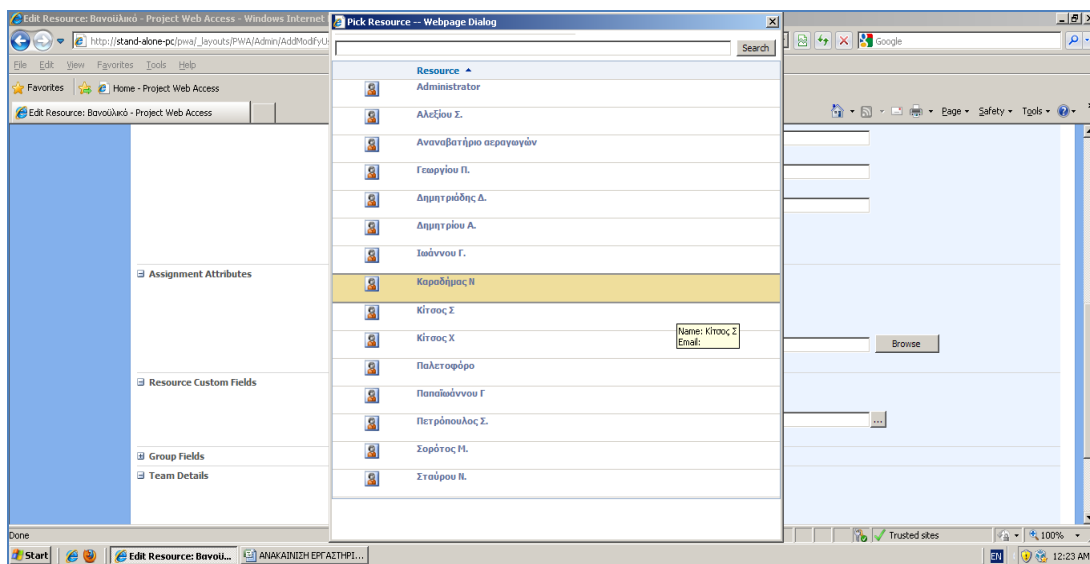 Edit Resource: Βανοϋλικό - Project Web Access - Windows Internet
Pick Resource -- Webpage Dialog
http://stand-alone-pc/pwa/_layouts/PWA/Admin/AddModifyU
Google
Search
File Edit View Favorites Tools Help
Resource
Favorites Home - Project Web Access
Administrator
Edit Resource: Βανοϋλικό - Project Web Access
Page Safety Tools
Αλεξίου Σ.
Αναναβατήριο αεραγωγών
Γεωργίου Π.
Δημητριάδης Δ.
Δημητρίου Α.
Ιωάννου Γ.
Assignment Attributes
Καραδήμας Ν
Κίτσος Σ
Name: Κίτσος Σ
Email:
Κίτσος Χ
Browse
Παλετοφόρο
Resource Custom Fields
Παπαϊωάννου Γ
Πετρόπουλος Σ.
...
Σορότος Μ.
Group Fields
Team Details
Σταύρου Ν.
Done
Trusted sites
100%
Start
Edit Resource: Βανοϋ...
ΑΝΑΚΑΙΝΙΣΗ ΕΡΓΑΣΤΗΡΙ...
EN
12:23 AM